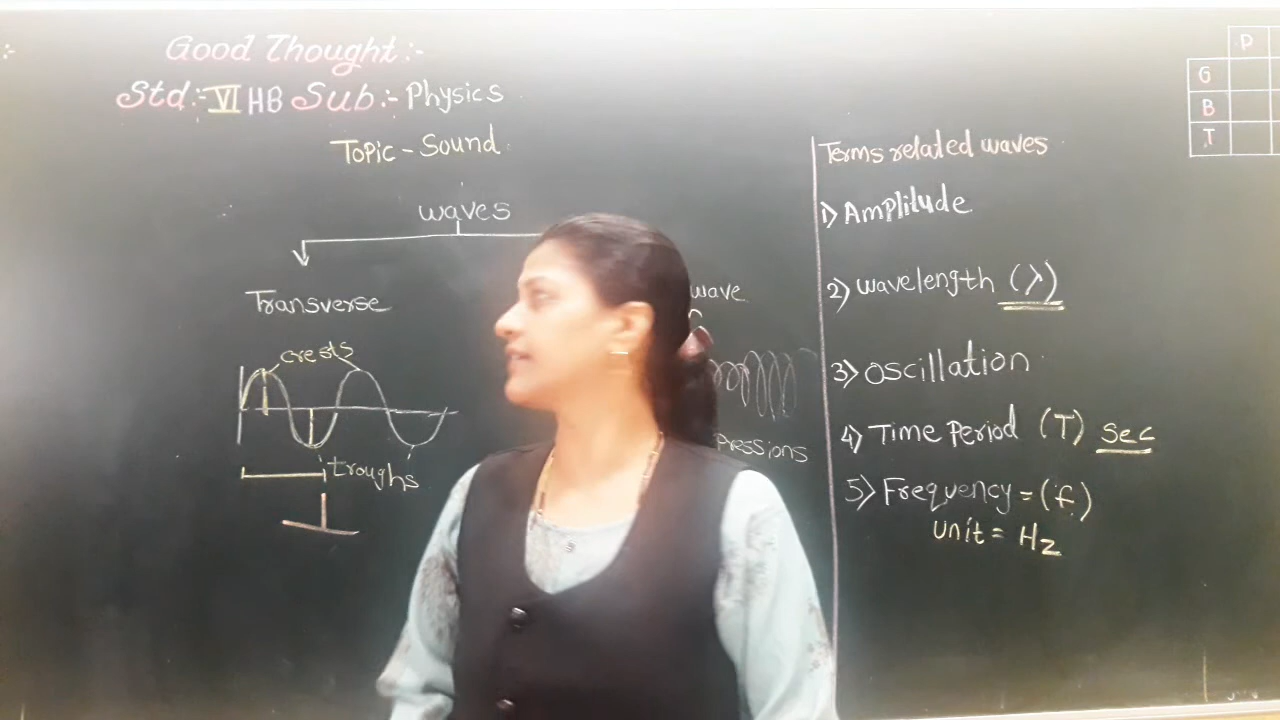 Good Thought:-
Std:- VI HB Sub:- Physics
Topic - Sound
waves
Transverse
wave
crests
troughs
pressions
Terms related waves
1) Amplitude
2) wavelength (λ)
3) oscillation
4) Time Period (T) Sec
5) Frequency = (f)
unit = Hz
P
G
B
T